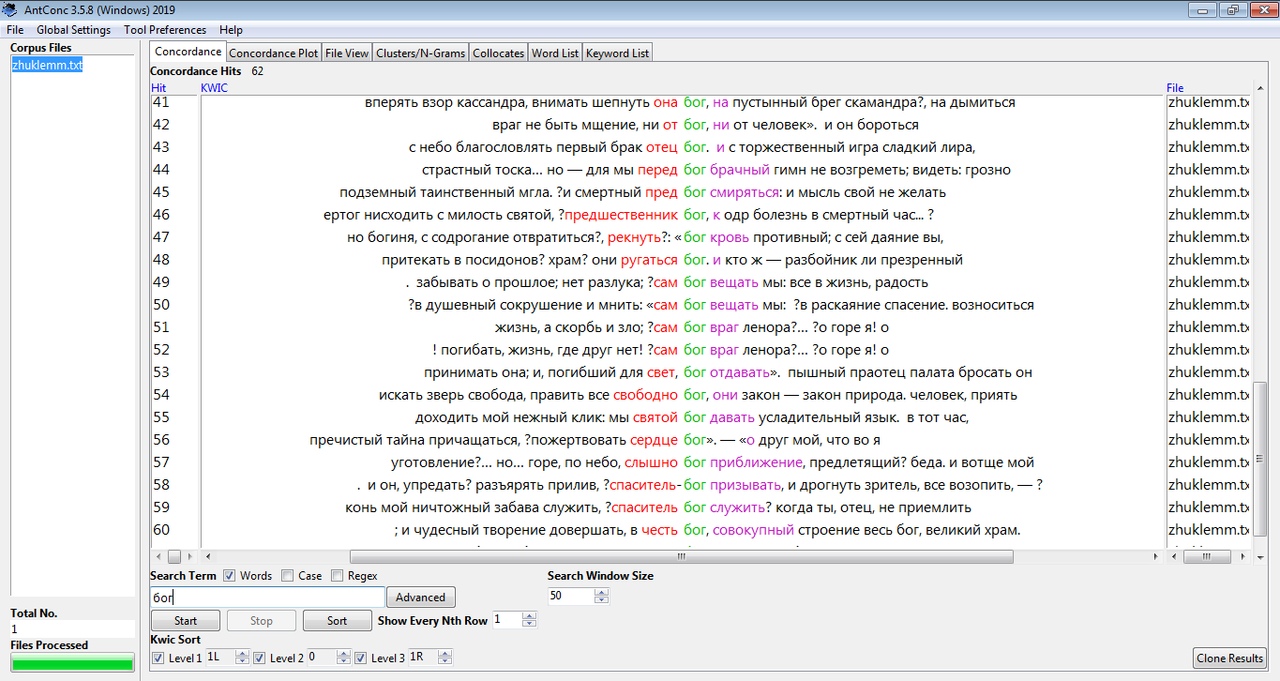 AntConc 3.5.8 (Windows) 2019
File Global Settings Tool Preferences Help
Corpus Files
zhuklemm.txt
Concordance Concordance Plot File View Clusters/N-Grams Collocates Word List Keyword List
Concordance Hits 62
Hit KWIC File
41 вперять взор кассандра, внимать шепнуть она бог, на пустынный брег скамандра?, на дымиться zhuklemm.tx
42 враг не быть мщение, ни от бог, ни от человек». и он бороться zhuklemm.tx
43 с небо благословлять первый брак отец бог. и с торжественный игра сладкий лира, zhuklemm.tx
44 страстный тоска... но — для мы перед бог брачный гимн не возгреметь; видеть: грозно zhuklemm.tx
45 подземный таинственный мгла. ?и смертный пред бог смиряться: и мысль свой не желать zhuklemm.tx
46 ертог нисходить с милость святой, ?предшественник бог, к одр болезнь в смертный час... ? zhuklemm.tx
47 но богиня, с содрогание отвратиться?, рекнуть?: «бог кровь противный; с сей даяние вы, zhuklemm.tx
48 притекать в посидонов? храм? они ругаться бог. и кто ж — разбойник ли презренный zhuklemm.tx
49 . забывать о прошлое; нет разлука; ?сам бог вещать мы: все в жизнь, радость zhuklemm.tx
50 ?в душевный сокрушение и мнить: «сам бог вещать мы: ?в раскаяние спасение. возноситься zhuklemm.tx
51 жизнь, а скорбь и зло; ?сам бог враг ленора?... ?о горе я! о zhuklemm.tx
52 ! погибать, жизнь, где друг нет! ?сам бог враг ленора?... ?о горе я! о zhuklemm.tx
53 принимать она; и, погибший для свет, бог отдавать». пышный праотец палата бросать он zhuklemm.tx
54 искать зверь свобода, править все свободно бог, они закон — закон природа. человек, приять zhuklemm.tx
55 доходить мой нежный клик: мы святой бог давать усладительный язык. в тот час, zhuklemm.tx
56 пречистый тайна причащаться, ?пожертвовать сердце бог». — «о друг мой, что во я zhuklemm.tx
57 уготовление?... но... горе, по небо, слышно бог приближение, предлетящий? беда. и вотще мой zhuklemm.tx
58 . и он, упредать? разъярять прилив, ?спаситель-бог призывать, и дрогнуть зритель, все возопить, — ? zhuklemm.tx
59 конь мой ничтожный забава служить, ?спаситель бог служить? когда ты, отец, не приемлить zhuklemm.tx
60 ; и чудесный творение довершать, в честь бог, совокупный строение весь бог, великий храм. zhuklemm.tx
Search Term Words Case Regex Search Window Size
бог Advanced 50
Start Stop Sort Show Every Nth Row 1
Kwic Sort
Level 1 1L Level 2 0 Level 3 1R
Total No.
1
Files Processed
Clone Results